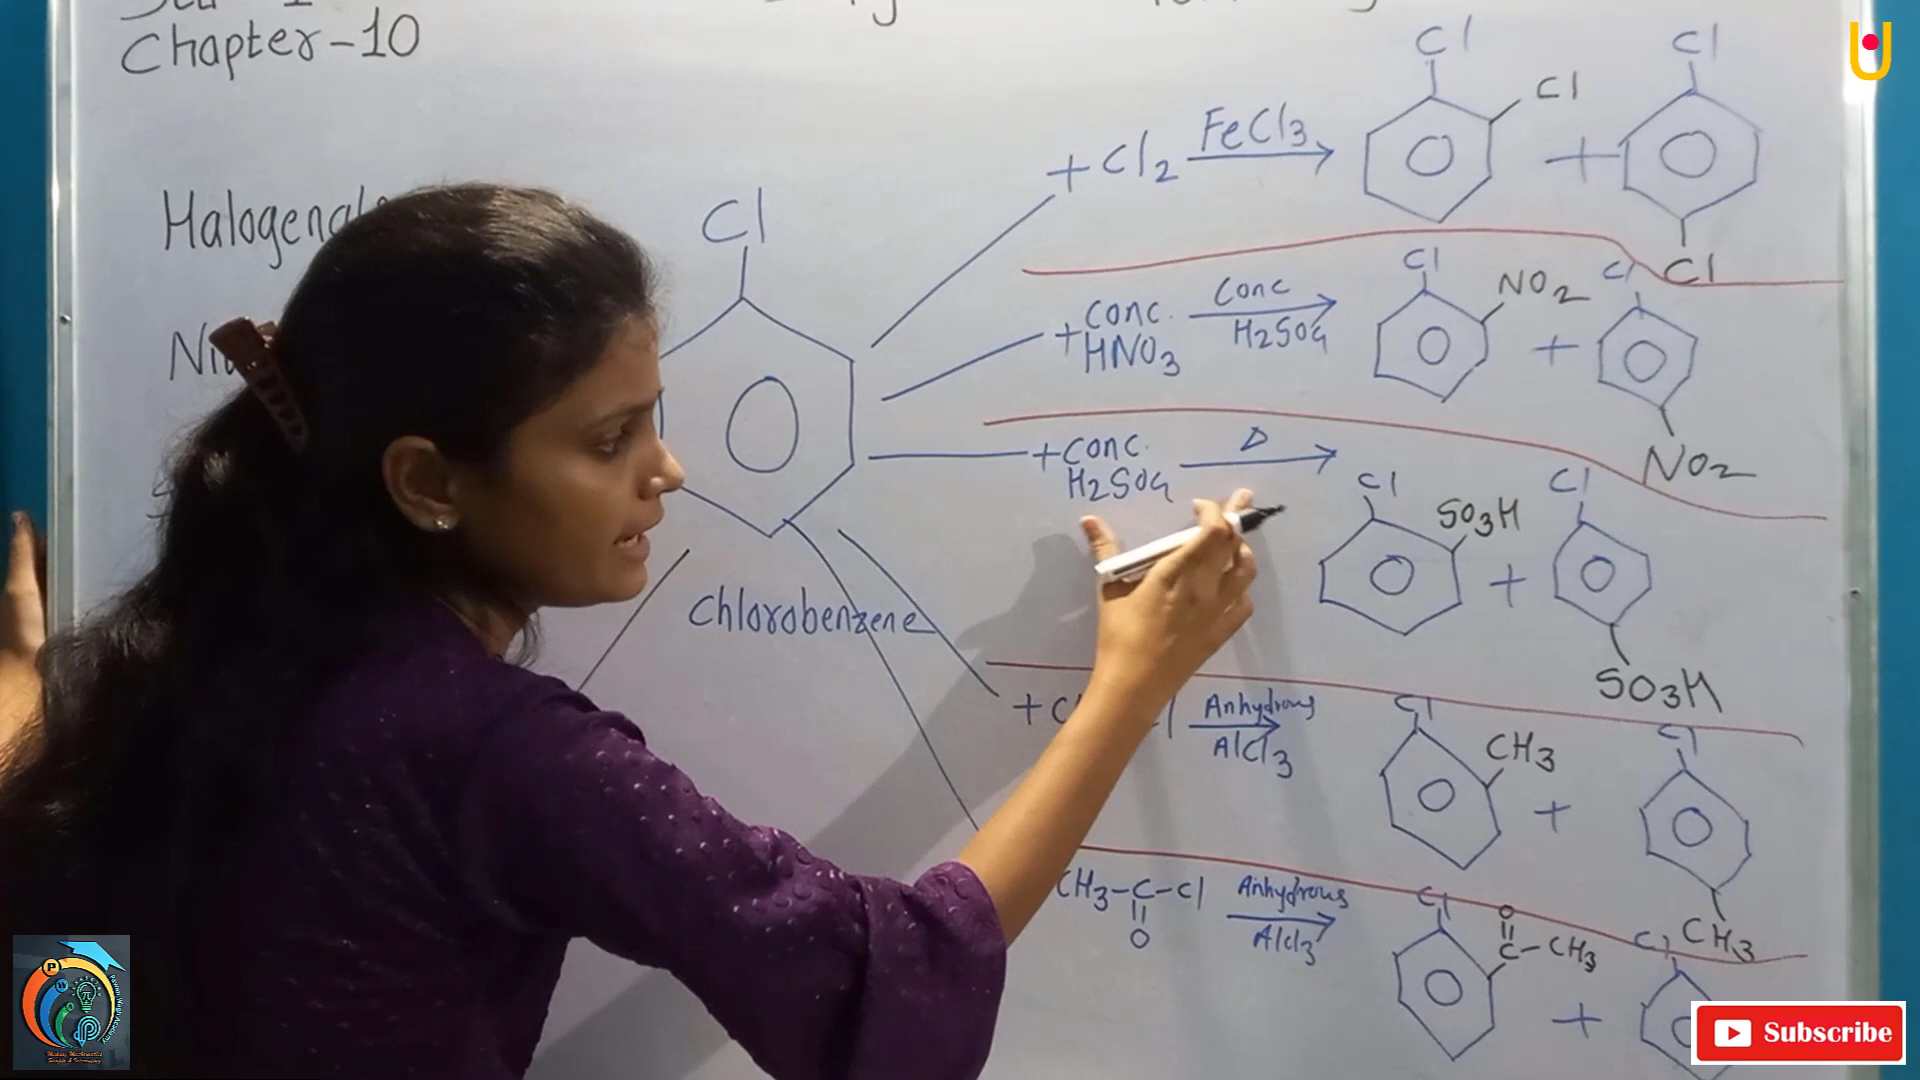 Chapter-10
Cl
Halogena
Ni
Chlorobenzene
+ Cl2 FeCl3
Cl
Cl
+
Cl
Cl
+ Conc. HNO3
Conc
H2SO4
Cl
NO2
+
Cl
NO2
+ Conc. H2SO4
Δ
Cl
SO3H
+
Cl
SO3H
+ C
l
Anhydrous
AlCl3
Cl
CH3
+
Cl
CH3
CH3-C-Cl
O
Anhydrous
AlCl3
Cl
O
C-CH3
+
Cl
Subscribe